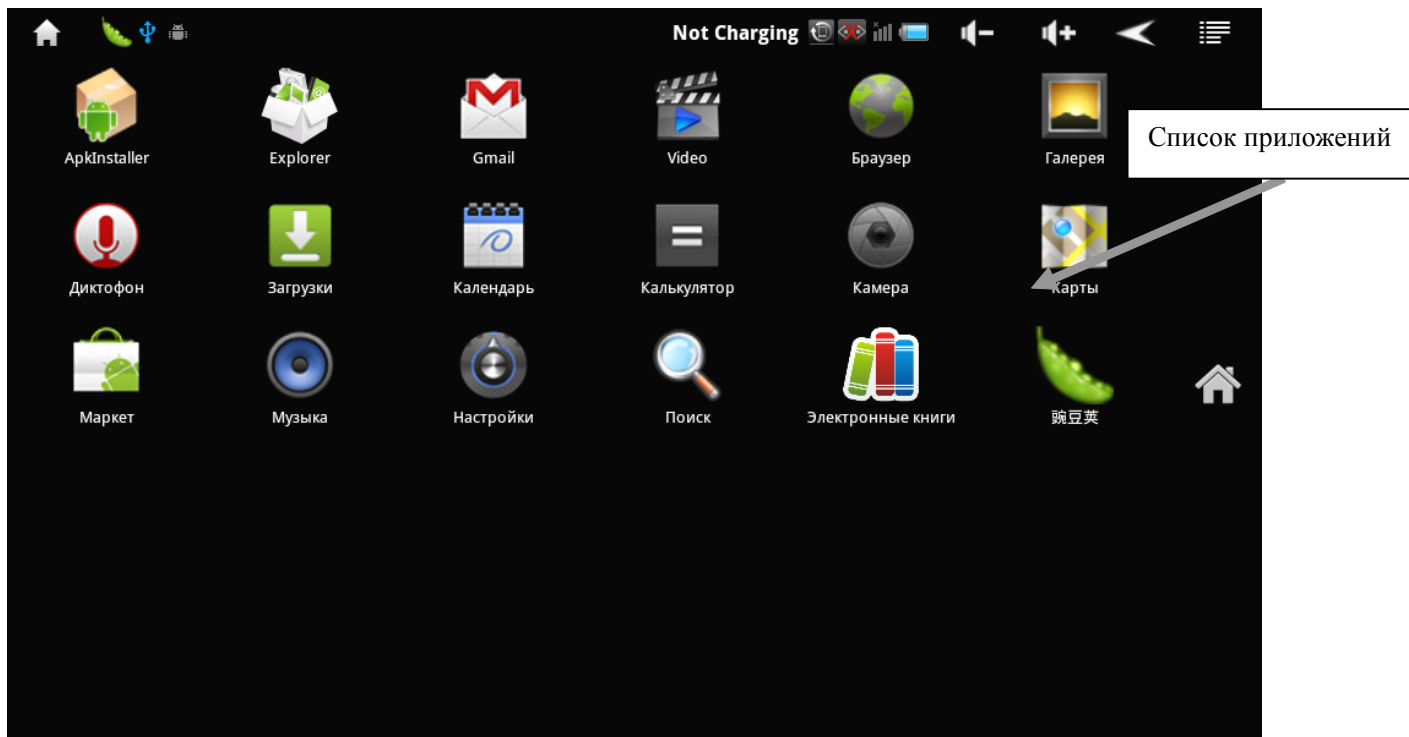 Not Charging
ApkInstaller Explorer Gmail Video Браузер Галерея
Список приложений
Диктофон Загрузки Календарь Калькулятор Камера Карты
Маркет Музыка Настройки Поиск Электронные книги 豌豆荚